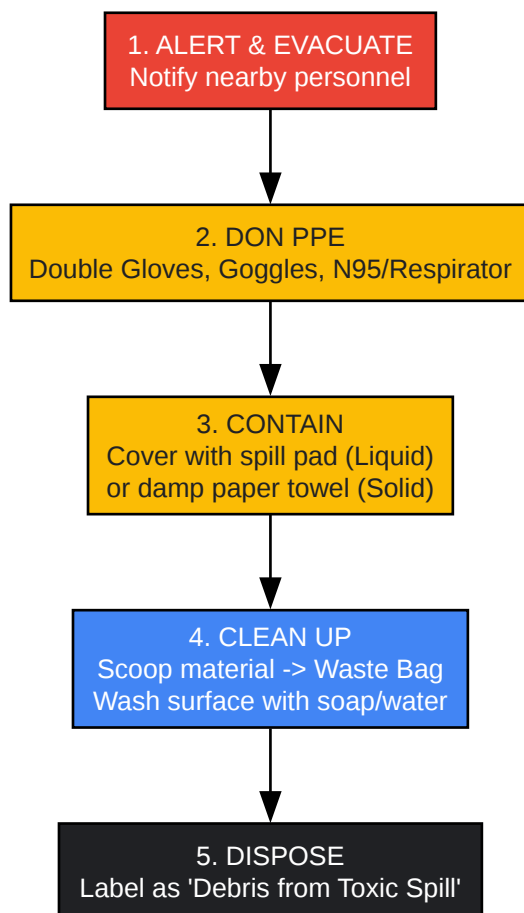 1. ALERT & EVACUATE
Notify nearby personnel
2. DON PPE
Double Gloves, Goggles, N95/Respirator
3. CONTAIN
Cover with spill pad (Liquid)
or damp paper towel (Solid)
4. CLEAN UP
Scoop material -> Waste Bag
Wash surface with soap/water
5. DISPOSE
Label as 'Debris from Toxic Spill'